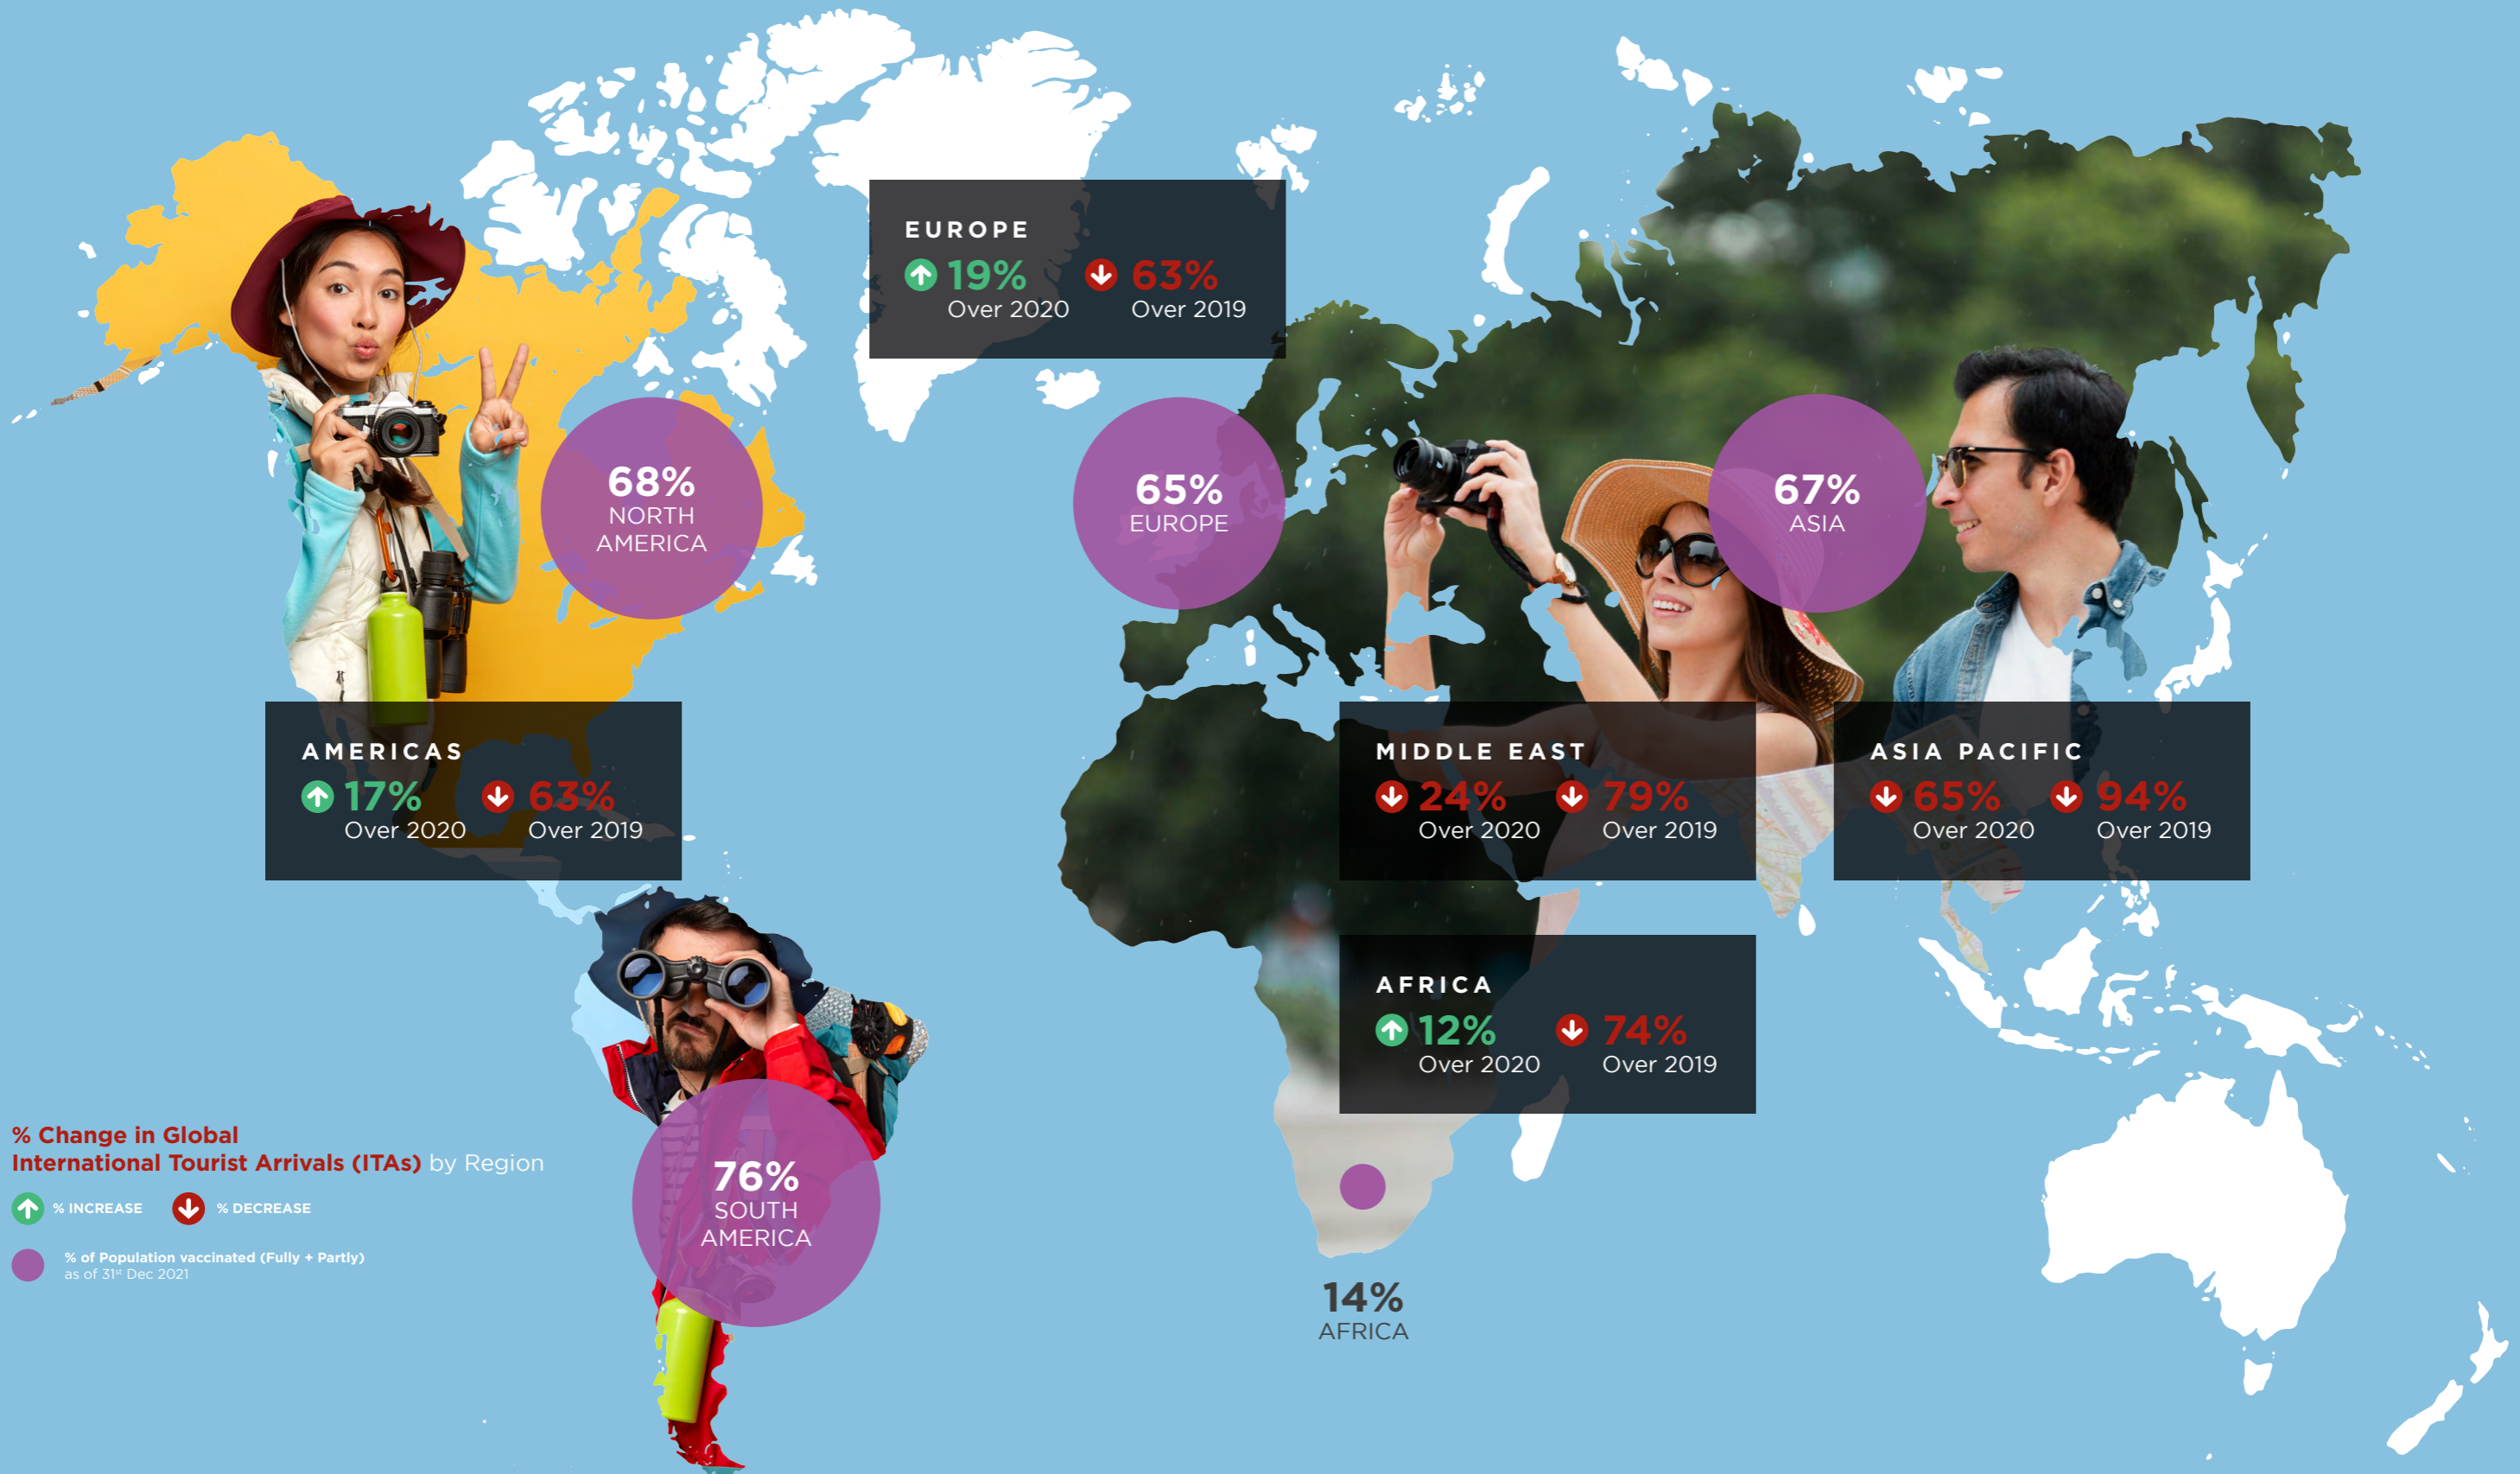 EUROPE
19% 63%
Over 2020 Over 2019
68%
NORTH
AMERICA
65%
EUROPE
67%
ASIA
AMERICAS
17% 63%
Over 2020 Over 2019
MIDDLE EAST
24% 79%
Over 2020 Over 2019
ASIA PACIFIC
65% 94%
Over 2020 Over 2019
AFRICA
12% 74%
Over 2020 Over 2019
76%
SOUTH
AMERICA
14%
AFRICA
% Change in Global
International Tourist Arrivals (ITAs) by Region
% INCREASE % DECREASE
% of Population vaccinated (Fully + Partly)
as of 31st Dec 2021